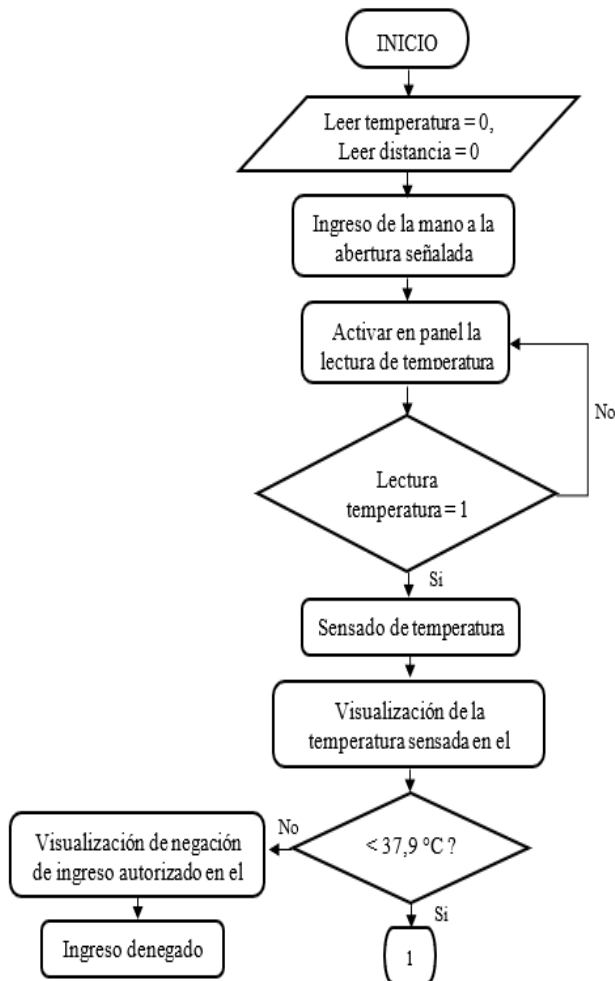 INICIO
Leer temperatura = 0,
Leer distancia = 0
Ingreso de la mano a la
abertura señalada
Activar en panel la
lectura de temperatura
No
Lectura
temperatura = 1
Si
Sensado de temperatura
Visualización de la
temperatura sensada en el
< 37,9 °C ?
No
Visualización de negación
de ingreso autorizado en el
Ingreso denegado
Si
1